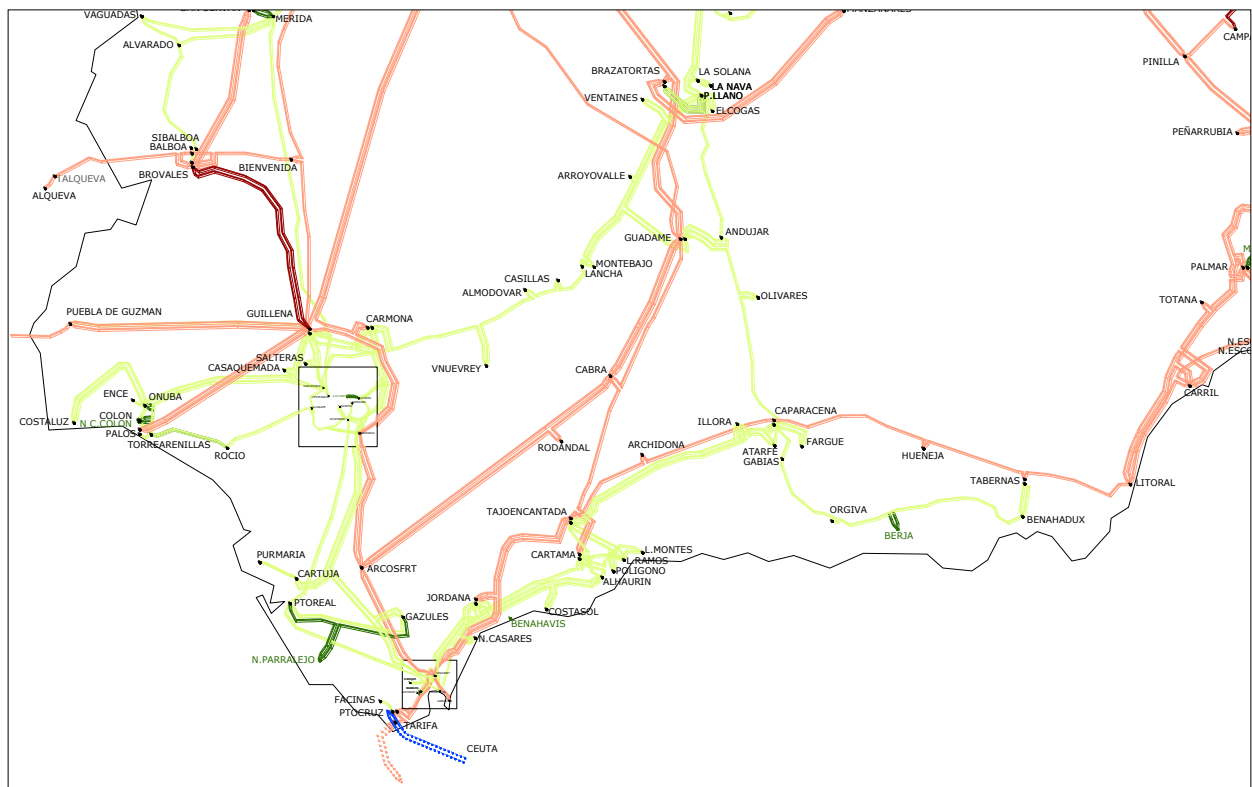 VAGUADAS
MERIDA
MANZANARES
ALVARADO
CAMPA
PINILLA
BRAZATORTAS
LA SOLANA
LA NAVA
P.LLANO
VENTAINES
ELCOGAS
PEÑARRUBIA
SIBALBOA
BALBOA
BIENVENIDA
BROVALES
TALQUEVA
ALQUEVA
ARROYOVALLE
GUADAME
ANDUJAR
M
PALMAR
MONTEBAJO
LANCHA
CASILLAS
ALMODOVAR
OLIVARES
TOTANA
PUEBLA DE GUZMAN
GUILLENA
CARMONA
N.ES
N.ESCO
SALTERAS
CASAQUEMADA
VNUEVREY
CABRA
CARRIL
ENCE
ONUBA
COLON
N.C.COLON
COSTALUZ
PALOS
TORREARENILLAS
ROCIO
ILLORA
CAPARACENA
ARCHIDONA
RODANDAL
ATARFE
FARGUE
GABIAS
HUENEJA
TABERNAS
LITORAL
TAJOENCANTADA
ORGIVA
BENAHADUX
BERJA
PURMARIA
CARTAMA
L.MONTES
L.RAMOS
POLIGONO
ALHAURIN
CARTUJA
ARCOSFRT
PTOREAL
JORDANA
COSTASOL
GAZULES
BENAHAVIS
N.CASARES
N.PARRALEJO
FACINAS
PTOCRUZ
TARIFA
CEUTA